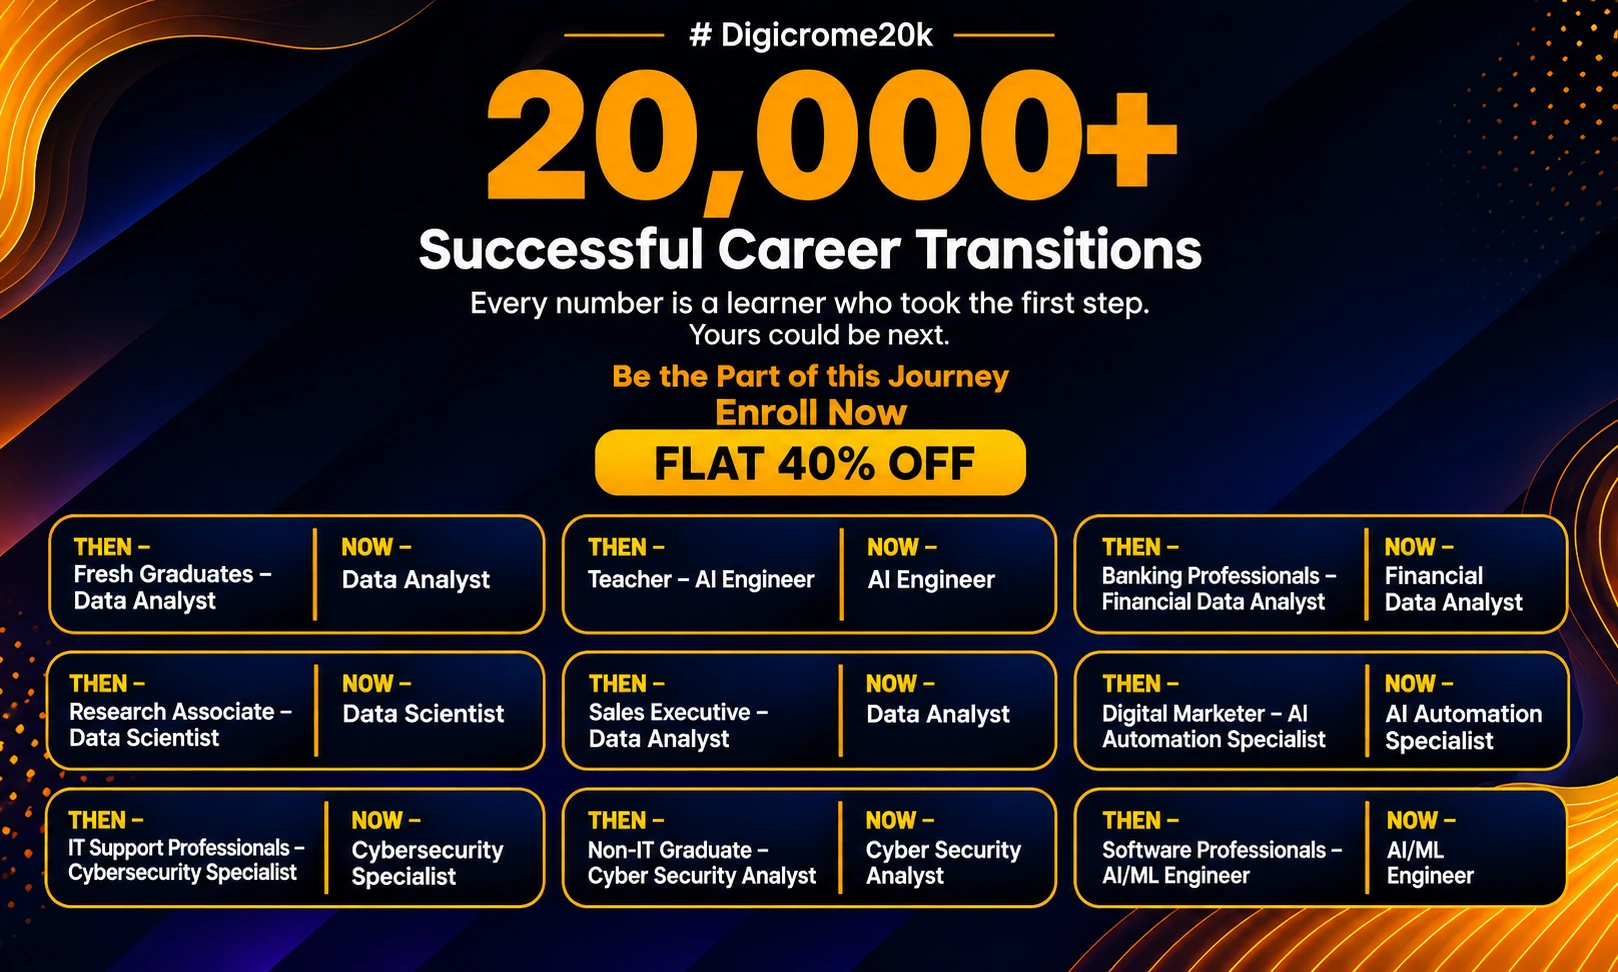 # Digicrome20k
20,000+
Successful Career Transitions
Every number is a learner who took the first step.
Yours could be next.
Be the Part of this Journey
Enroll Now
FLAT 40% OFF
THEN –
Fresh Graduates –
Data Analyst
NOW –
Data Analyst
THEN –
Teacher – AI Engineer
NOW –
AI Engineer
THEN –
Banking Professionals –
Financial Data Analyst
NOW –
Financial
Data Analyst
THEN –
Research Associate –
Data Scientist
NOW –
Data Scientist
THEN –
Sales Executive –
Data Analyst
NOW –
Data Analyst
THEN –
Digital Marketer – AI
Automation Specialist
NOW –
AI Automation
Specialist
THEN –
IT Support Professionals –
Cybersecurity Specialist
NOW –
Cybersecurity
Specialist
THEN –
Non-IT Graduate –
Cyber Security Analyst
NOW –
Cyber Security
Analyst
THEN –
Software Professionals –
AI/ML Engineer
NOW –
AI/ML
Engineer